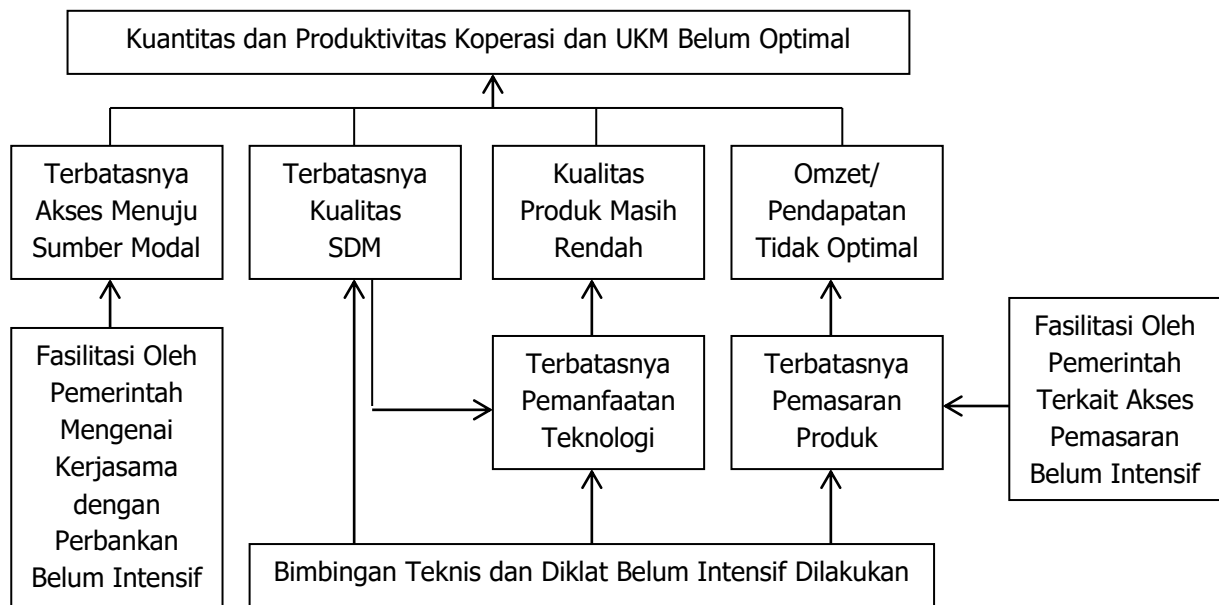 Kuantitas dan Produktivitas Koperasi dan UKM Belum Optimal
Terbatasnya
Akses Menuju
Sumber Modal
Terbatasnya
Kualitas
SDM
Kualitas
Produk Masih
Rendah
Omzet/
Pendapatan
Tidak Optimal
Fasilitasi Oleh
Pemerintah
Mengenai
Kerjasama
dengan
Perbankan
Belum Intensif
Terbatasnya
Pemanfaatan
Teknologi
Terbatasnya
Pemasaran
Produk
Fasilitasi Oleh
Pemerintah
Terkait Akses
Pemasaran
Belum Intensif
Bimbingan Teknis dan Diklat Belum Intensif Dilakukan